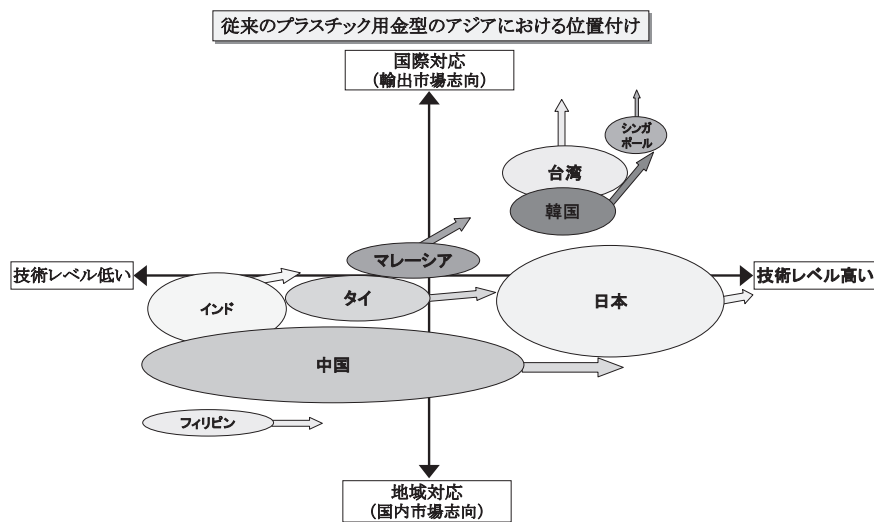 従来のプラスチック用金型のアジアにおける位置付け
国際対応
（輸出市場志向）
シンガ
ポール
台湾
韓国
マレーシア
技術レベル低い
技術レベル高い
インド
タイ
日本
中国
フィリピン
地域対応
（国内市場志向）